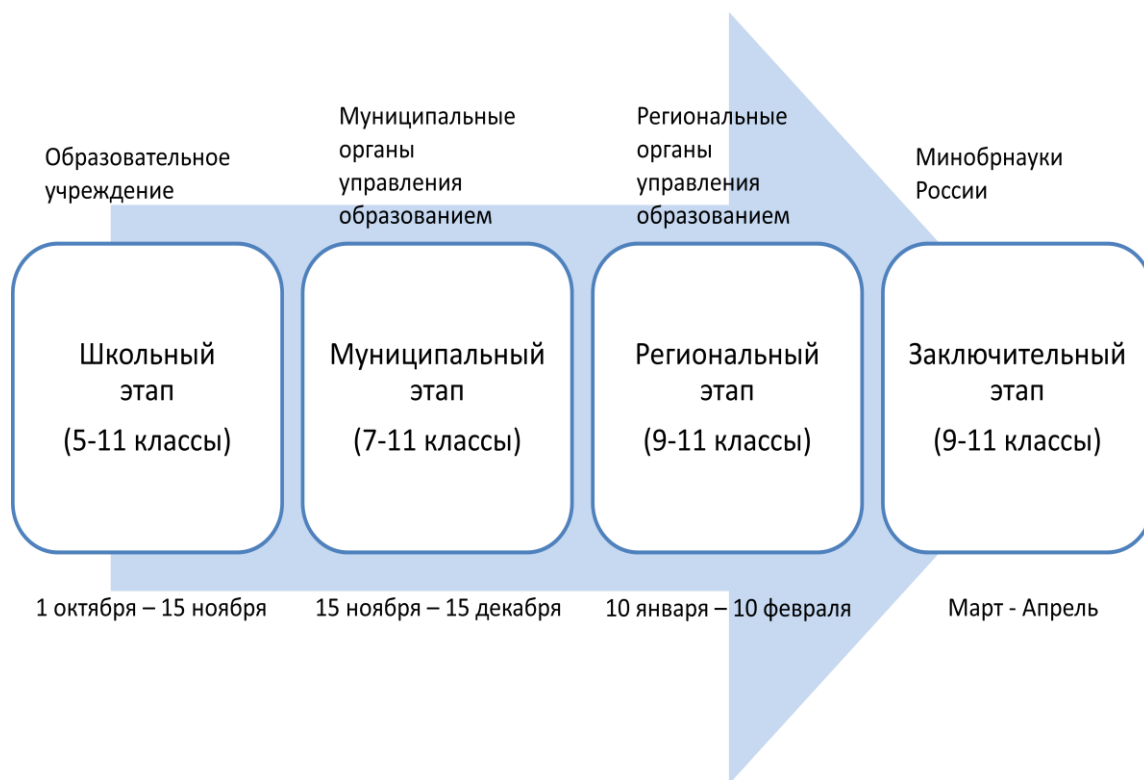 Образовательное
учреждение
Муниципальные
органы
управления
образованием
Региональные
органы
управления
образованием
Минобрнауки
России
Школьный
этап
(5-11 классы)
Муниципальный
этап
(7-11 классы)
Региональный
этап
(9-11 классы)
Заключительный
этап
(9-11 классы)
1 октября – 15 ноября
15 ноября – 15 декабря
10 января – 10 февраля
Март - Апрель